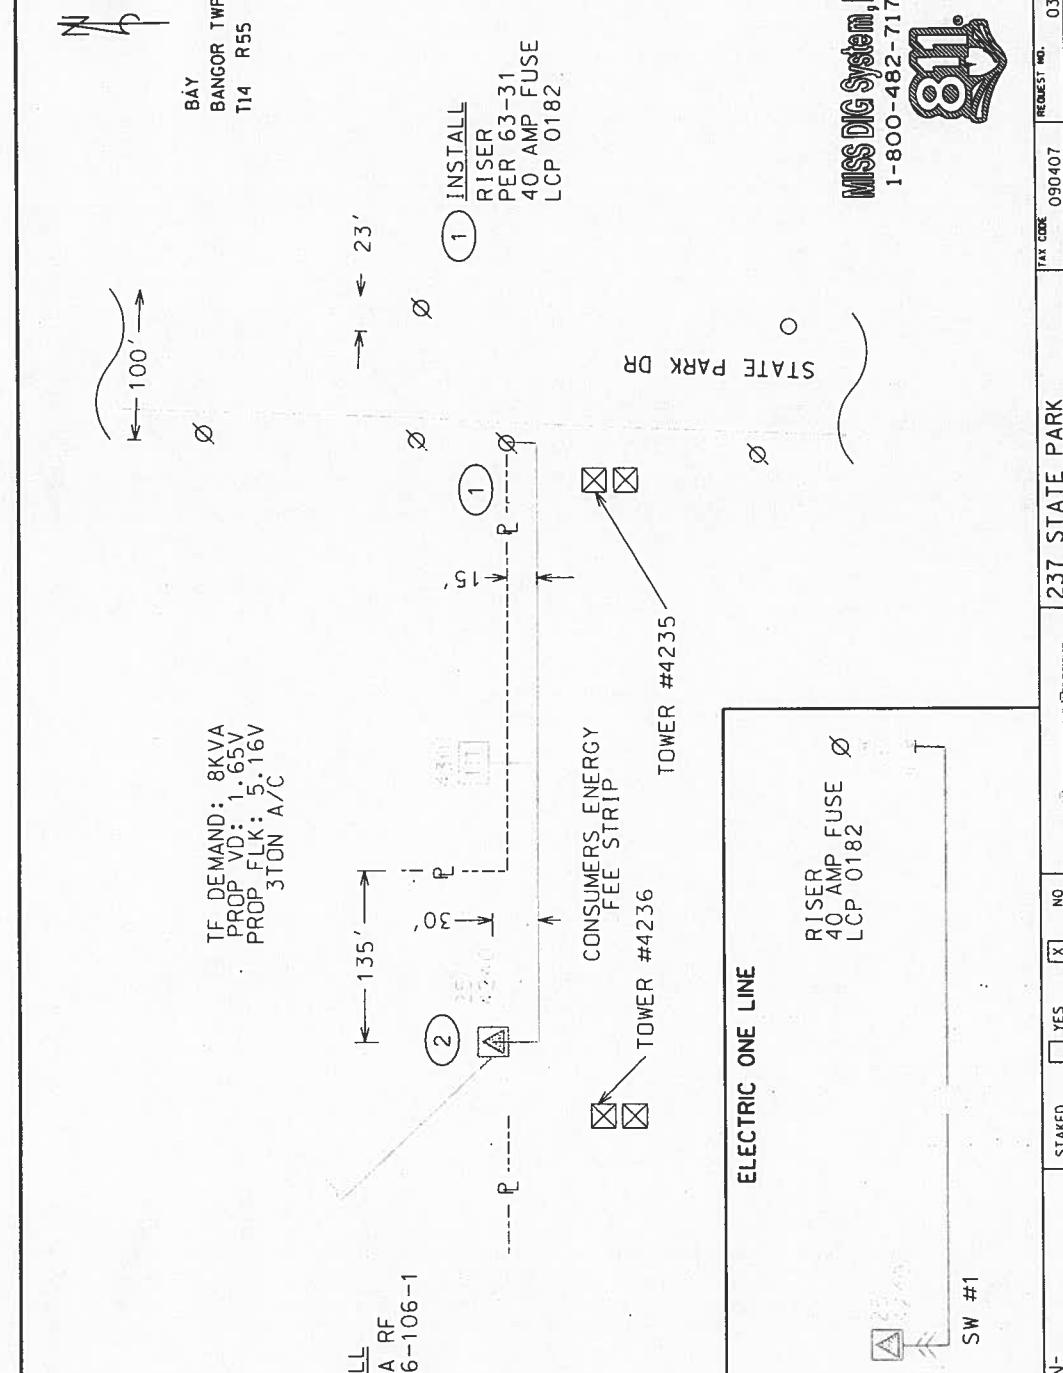 BAY
BANGOR TWP
T14 R55
100'
23'
1
INSTALL
RISER
PER 63-31
40 AMP FUSE
LCP 0182
MISS DIG System,
1-800-482-717
811
STATE PARK DR
1
P
15'
TF DEMAND: 8KVA
PROP VD: 1.65V
PROP FLK: 5.16V
3TON A/C
135'
P
30'
2
CONSUMERS ENERGY
FEE STRIP
TOWER #4235
TOWER #4236
P
LL
A RF
6-106-1
ELECTRIC ONE LINE
RISER
40 AMP FUSE
LCP 0182
SW #1
N-
STAKED
YES
X
NO
237 STATE PARK
TAX CODE
090407
REQUEST NO.
03